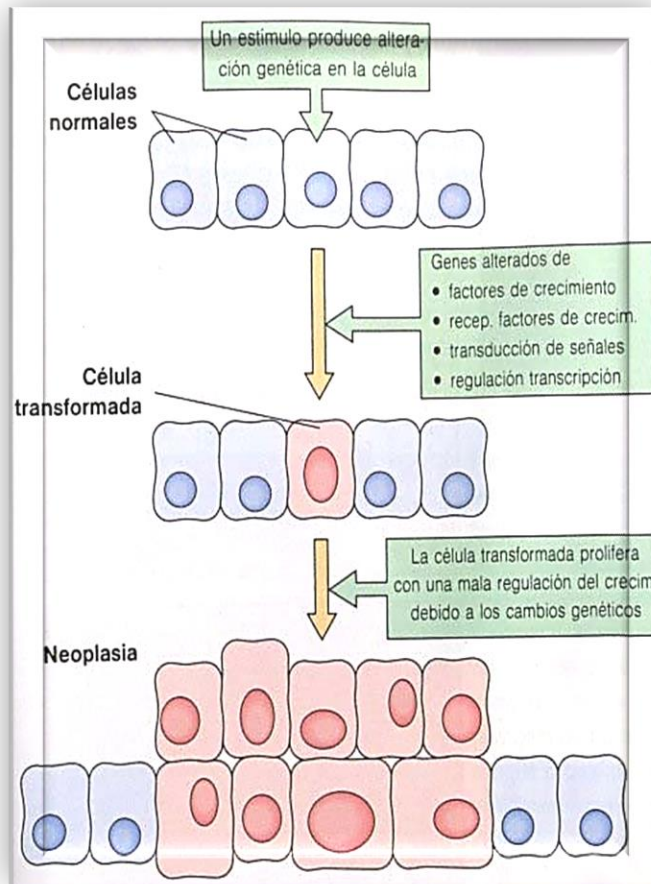 Un estimulo produce altera-
ción genética en la célula
Células
normales
Genes alterados de
• factores de crecimiento
• recep. factores de crecim.
• transducción de señales
• regulación transcripción
Célula
transformada
La célula transformada prolifera
con una mala regulación del crecim
debido a los cambios genéticos
Neoplasia